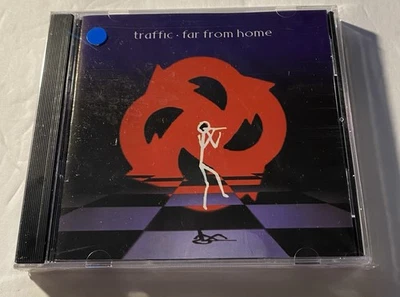 traffic · far from home